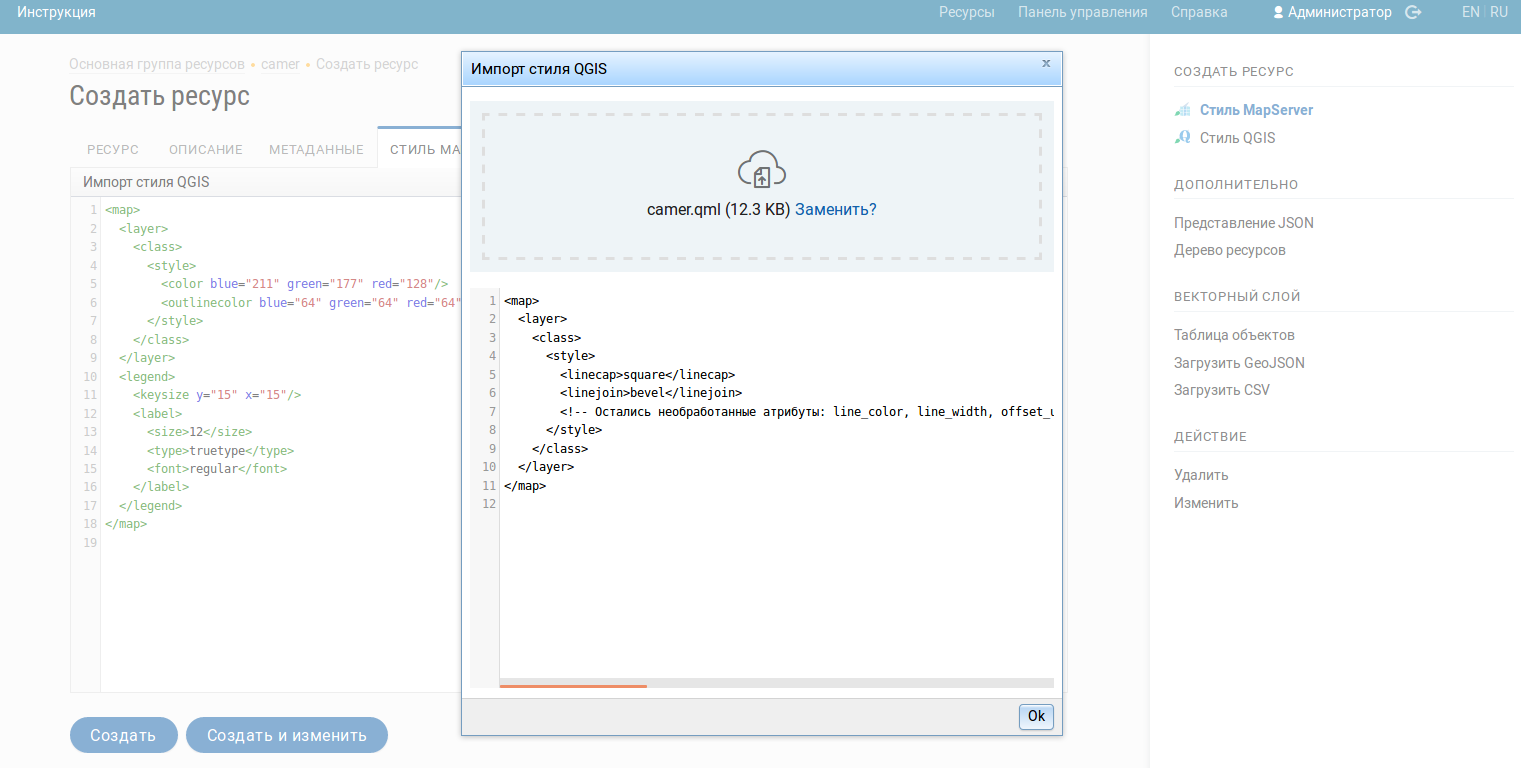 Инструкция
Ресурсы Панель управления Справка Администратор EN | RU
Основная группа ресурсов • camer • Создать ресурс
Создать ресурс
РЕСУРС ОПИСАНИЕ МЕТАДАННЫЕ СТИЛЬ MA
Импорт стиля QGIS
1 <map>
2 <layer>
3 <class>
4 <style>
5 <color blue="211" green="177" red="128"/>
6 <outlinecolor blue="64" green="64" red="64"
7 </style>
8 </class>
9 </layer>
10 <legend>
11 <keysize y="15" x="15"/>
12 <label>
13 <size>12</size>
14 <type>truetype</type>
15 <font>regular</font>
16 </label>
17 </legend>
18 </map>
19
Создать Создать и изменить
Импорт стиля QGIS x
camer.qml (12.3 KB) Заменить?
1 <map>
2 <layer>
3 <class>
4 <style>
5 <linecap>square</linecap>
6 <linejoin>bevel</linejoin>
7 <!-- Остались необработанные атрибуты: line_color, line_width, offset_u
8 </style>
9 </class>
10 </layer>
11 </map>
12
Ok
СОЗДАТЬ РЕСУРС
Стиль MapServer
Стиль QGIS
ДОПОЛНИТЕЛЬНО
Представление JSON
Дерево ресурсов
ВЕКТОРНЫЙ СЛОЙ
Таблица объектов
Загрузить GeoJSON
Загрузить CSV
ДЕЙСТВИЕ
Удалить
Изменить